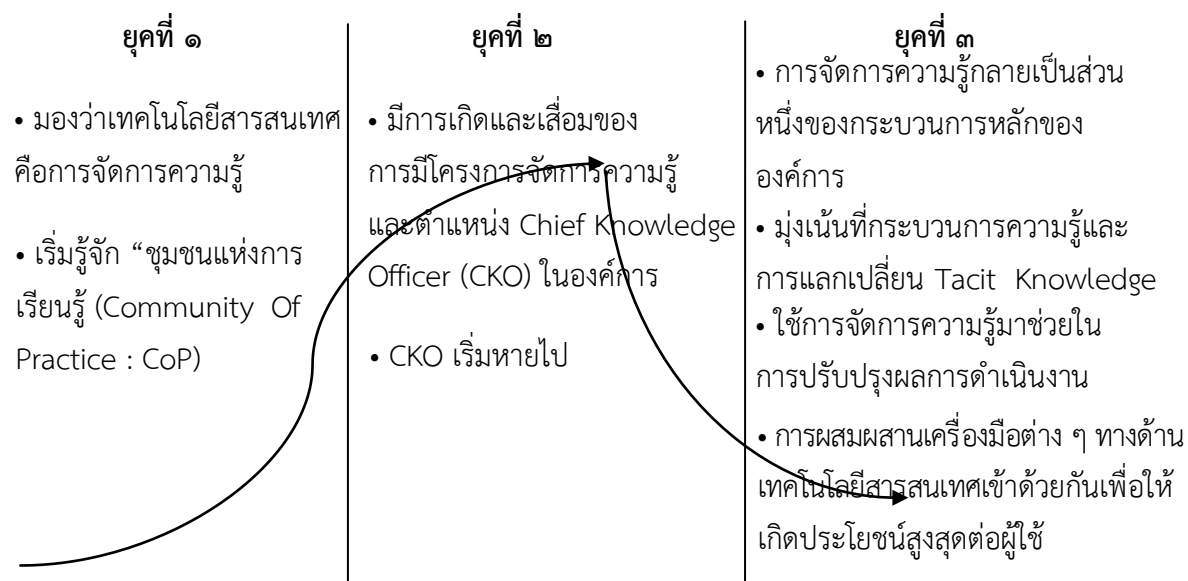 ยุคที่ ๑
• มองว่าเทคโนโลยีสารสนเทศ
คือการจัดการความรู้
• เริ่มรู้จัก “ชุมชนแห่งการ
เรียนรู้ (Community Of
Practice : CoP)
ยุคที่ ๒
• มีการเกิดและเสื่อมของ
การมีโครงการจัดการความรู้
และตำแหน่ง Chief Knowledge
Officer (CKO) ในองค์การ
• CKO เริ่มหายไป
ยุคที่ ๓
• การจัดการความรู้กลายเป็นส่วน
หนึ่งของกระบวนการหลักของ
องค์การ
• มุ่งเน้นที่กระบวนการความรู้และ
การแลกเปลี่ยน Tacit Knowledge
• ใช้การจัดการความรู้มาช่วยใน
การปรับปรุงผลการดำเนินงาน
• การผสมผสานเครื่องมือต่าง ๆ ทางด้าน
เทคโนโลยีสารสนเทศเข้าด้วยกันเพื่อให้
เกิดประโยชน์สูงสุดต่อผู้ใช้